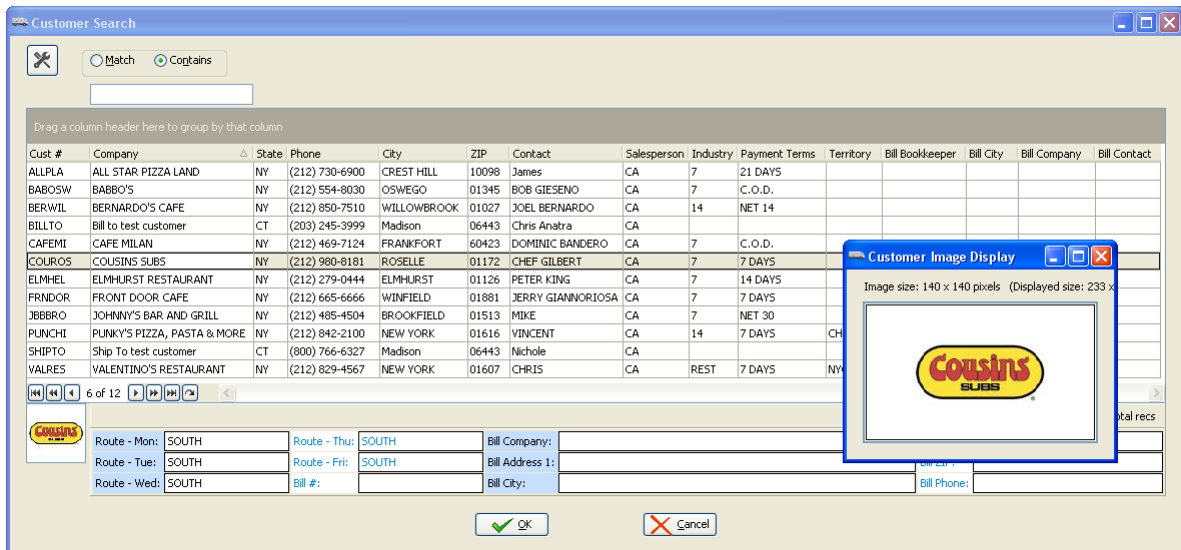 Customer Search
Match Contains
Drag a column header here to group by that column
Cust # Company State Phone City ZIP Contact Salesperson Industry Payment Terms Territory Bill Bookkeeper Bill City Bill Company Bill Contact
ALLPLA ALL STAR PIZZA LAND NY (212) 730-6900 CREST HILL 10098 James CA 7 21 DAYS
BABOSW BABBO'S NY (212) 554-8030 OSWEGO 01345 BOB GIESENO CA 7 C.O.D.
BERWIL BERNARDO'S CAFE NY (212) 850-7510 WILLOWBROOK 01027 JOEL BERNARDO CA 14 NET 14
BILLTO Bill to test customer CT (203) 245-3999 Madison 06443 Chris Anatra CA
CAFEMI CAFE MILAN NY (212) 469-7124 FRANKFORT 60423 DOMINIC BANDERO CA 7 C.O.D.
COUROS COUSINS SUBS NY (212) 980-8181 ROSELLE 01172 CHEF GILBERT CA 7 7 DAYS
ELMHEL ELMHURST RESTAURANT NY (212) 279-0444 ELMHURST 01126 PETER KING CA 7 14 DAYS
FRNDOR FRONT DOOR CAFE NY (212) 665-6666 WINFIELD 01881 JERRY GIANNORIOSA CA 7 7 DAYS
JBBBRO JOHNNY'S BAR AND GRILL NY (212) 485-4504 BROOKFIELD 01513 MIKE CA 7 NET 30
PUNCHI PUNKY'S PIZZA, PASTA & MORE NY (212) 842-2100 NEW YORK 01616 VINCENT CA 14 7 DAYS CH
SHIPTO Ship To test customer CT (800) 766-6327 Madison 06443 Nichole CA
VALRES VALENTINO'S RESTAURANT NY (212) 829-4567 NEW YORK 01607 CHRIS CA REST 7 DAYS NY
Customer Image Display
Image size: 140 x 140 pixels (Displayed size: 233 x
Cousins
SUBS
6 of 12
otal recs
Cousins
Route - Mon: SOUTH Route - Thu: SOUTH Bill Company:
Route - Tue: SOUTH Route - Fri: SOUTH Bill Address 1: Bill ZIP:
Route - Wed: SOUTH Bill #: Bill City: Bill Phone:
OK Cancel